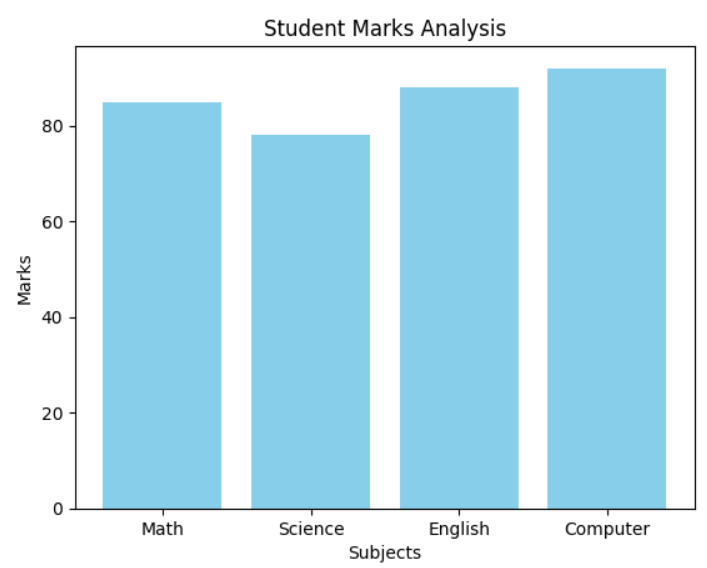 Student Marks Analysis
80
60
40
20
0
Marks
Math Science English Computer
Subjects